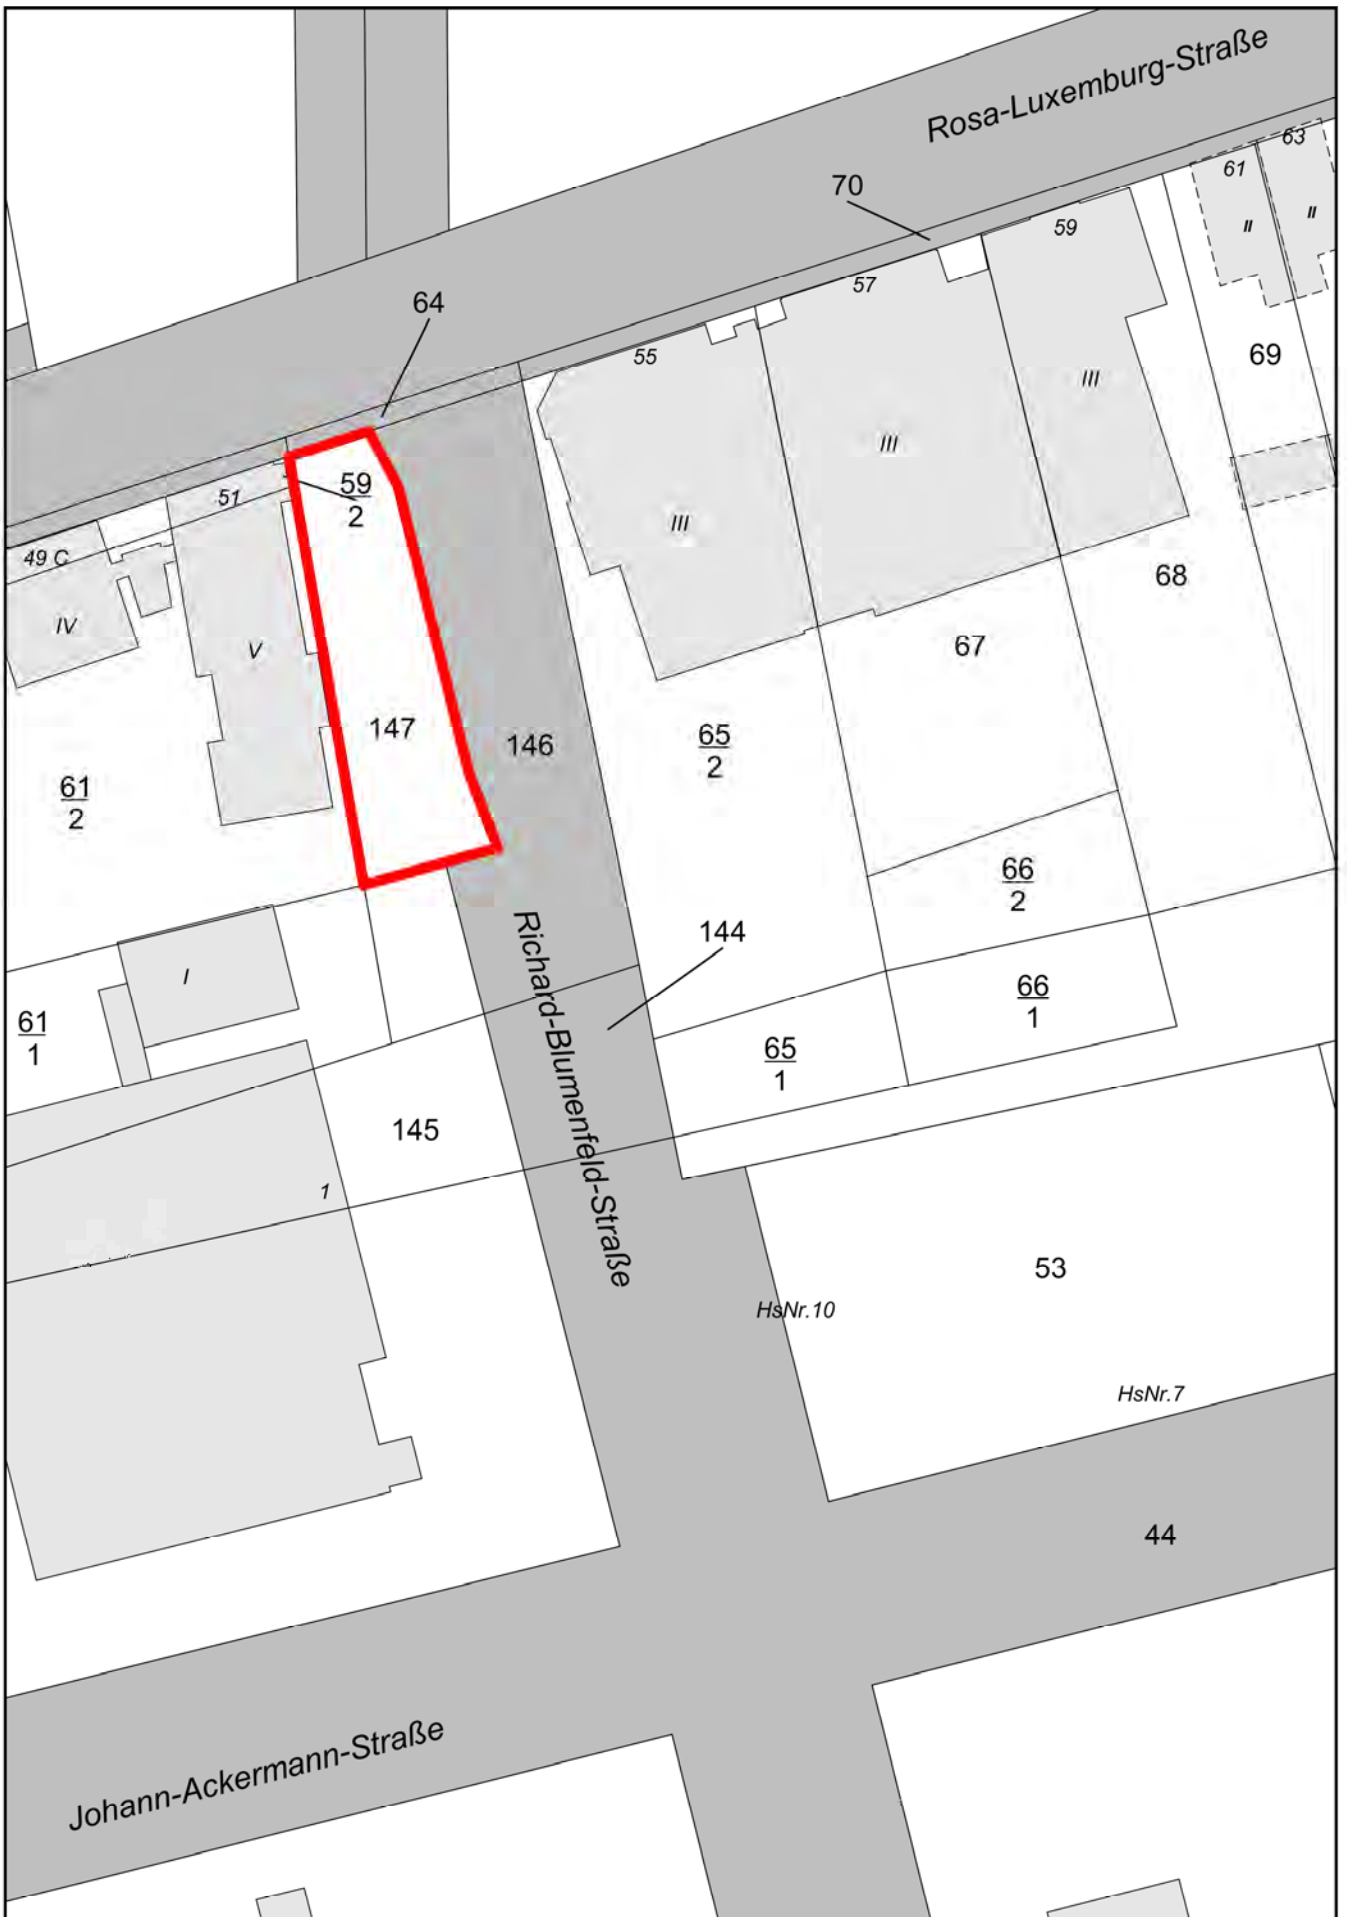 Rosa-Luxemburg-Straße
63
61
II
II
70
59
57
64
55
69
III
III
59
2
51
III
49 C
68
IV
V
67
147
146
65
2
61
2
66
2
144
I
66
1
61
1
65
1
Richard-Blumenfeld-Straße
145
1
53
HsNr.10
HsNr.7
44
Johann-Ackermann-Straße